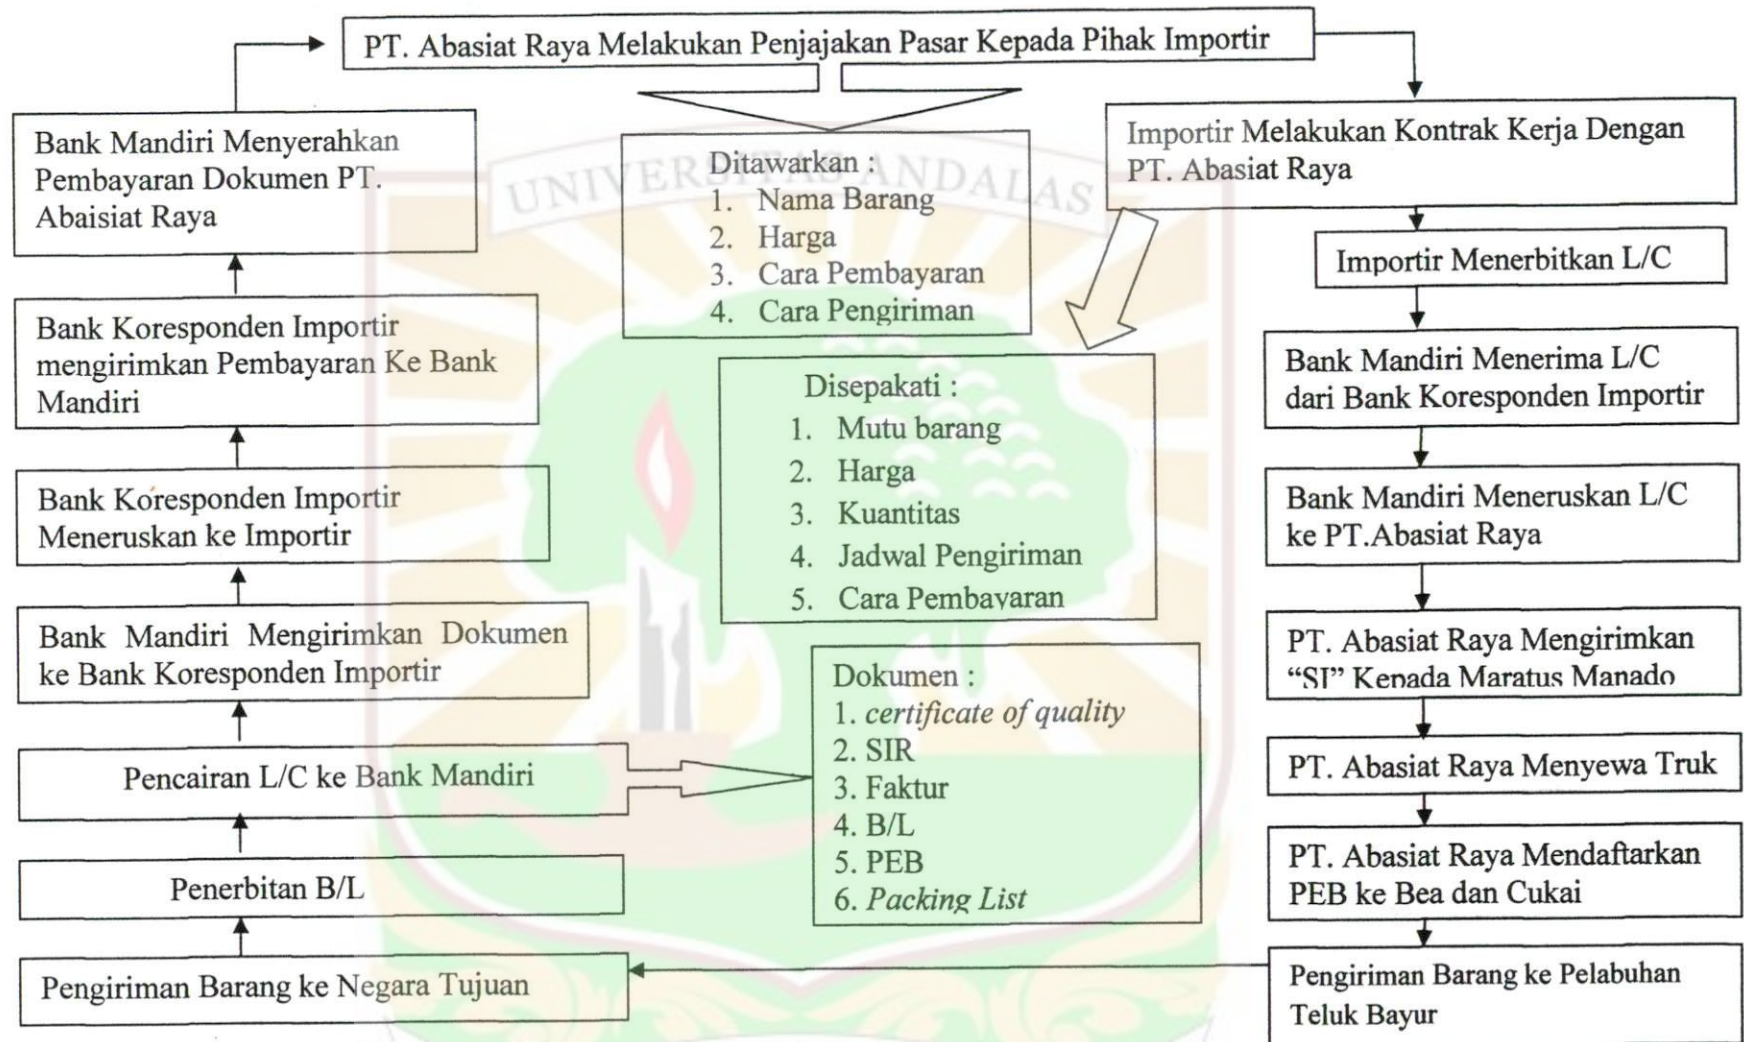 PT. Abasiat Raya Melakukan Penjajakan Pasar Kepada Pihak Importir
Bank Mandiri Menyerahkan
Pembayaran Dokumen PT.
Abaisiat Raya
Bank Koresponden Importir
mengirimkan Pembayaran Ke Bank
Mandiri
Bank Koresponden Importir
Meneruskan ke Importir
Bank Mandiri Mengirimkan Dokumen
ke Bank Koresponden Importir
Pencairan L/C ke Bank Mandiri
Penerbitan B/L
Pengiriman Barang ke Negara Tujuan
UNIVERSITAS ANDALAS
Ditawarkan :
1. Nama Barang
2. Harga
3. Cara Pembayaran
4. Cara Pengiriman
Disepakati :
1. Mutu barang
2. Harga
3. Kuantitas
4. Jadwal Pengiriman
5. Cara Pembayaran
Dokumen :
1. certificate of quality
2. SIR
3. Faktur
4. B/L
5. PEB
6. Packing List
Importir Melakukan Kontrak Kerja Dengan
PT. Abasiat Raya
Importir Menerbitkan L/C
Bank Mandiri Menerima L/C
dari Bank Koresponden Importir
Bank Mandiri Meneruskan L/C
ke PT.Abasiat Raya
PT. Abasiat Raya Mengirimkan
“SI” Kepada Maratus Manado
PT. Abasiat Raya Menyewa Truk
PT. Abasiat Raya Mendaftarkan
PEB ke Bea dan Cukai
Pengiriman Barang ke Pelabuhan
Teluk Bayur